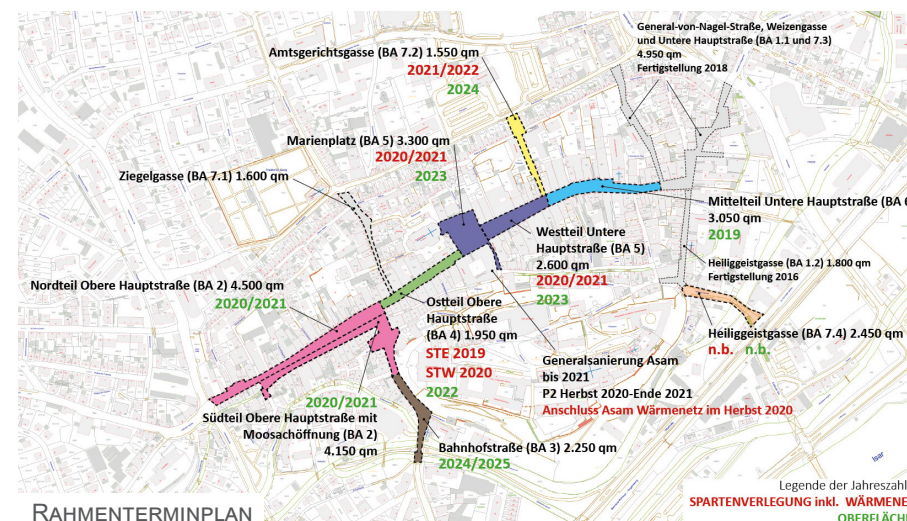 General-von-Nagel-Straße, Weizengasse
und Untere Hauptstraße (BA 1.1 und 7.3)
4.950 qm
Fertigstellung 2018
Amtsgerichtsgasse (BA 7.2) 1.550 qm
2021/2022
2024
Marienplatz (BA 5) 3.300 qm
2020/2021
2023
Ziegelgasse (BA 7.1) 1.600 qm
Mittelteil Untere Hauptstraße (BA 6
3.050 qm
2019
Westteil Untere
Hauptstraße (BA 5)
2.600 qm
2020/2021
2023
Heiliggeistgasse (BA 1.2) 1.800 qm
Fertigstellung 2016
Nordteil Obere Hauptstraße (BA 2) 4.500 qm
2020/2021
Ostteil Obere
Hauptstraße
(BA 4) 1.950 qm
STE 2019
STW 2020
2022
Heiliggeistgasse (BA 7.4) 2.450 qm
n.b. n.b.
Generalsanierung Asam
bis 2021
P2 Herbst 2020-Ende 2021
Anschluss Asam Wärmenetz im Herbst 2020
2020/2021
Südteil Obere Hauptstraße mit
Moosachöffnung (BA 2)
4.150 qm
Bahnhofstraße (BA 3) 2.250 qm
2024/2025
Isar
Legende der Jahreszahl
SPARTENVERLEGUNG inkl. WÄRMENE
OBERFLÄCH
RAHMENTERMINPLAN